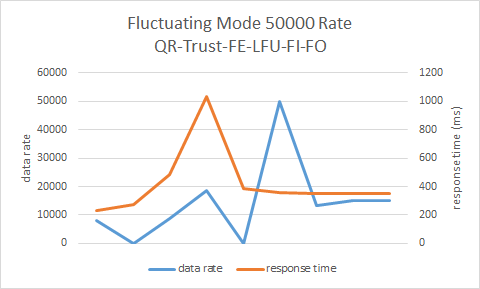 Fluctuating Mode 50000 Rate
QR-Trust-FE-LFU-FI-FO
data rate
60000
50000
40000
30000
20000
10000
0
1200
1000
800
600
400
200
0
responsetime (ms)
data rate
response time